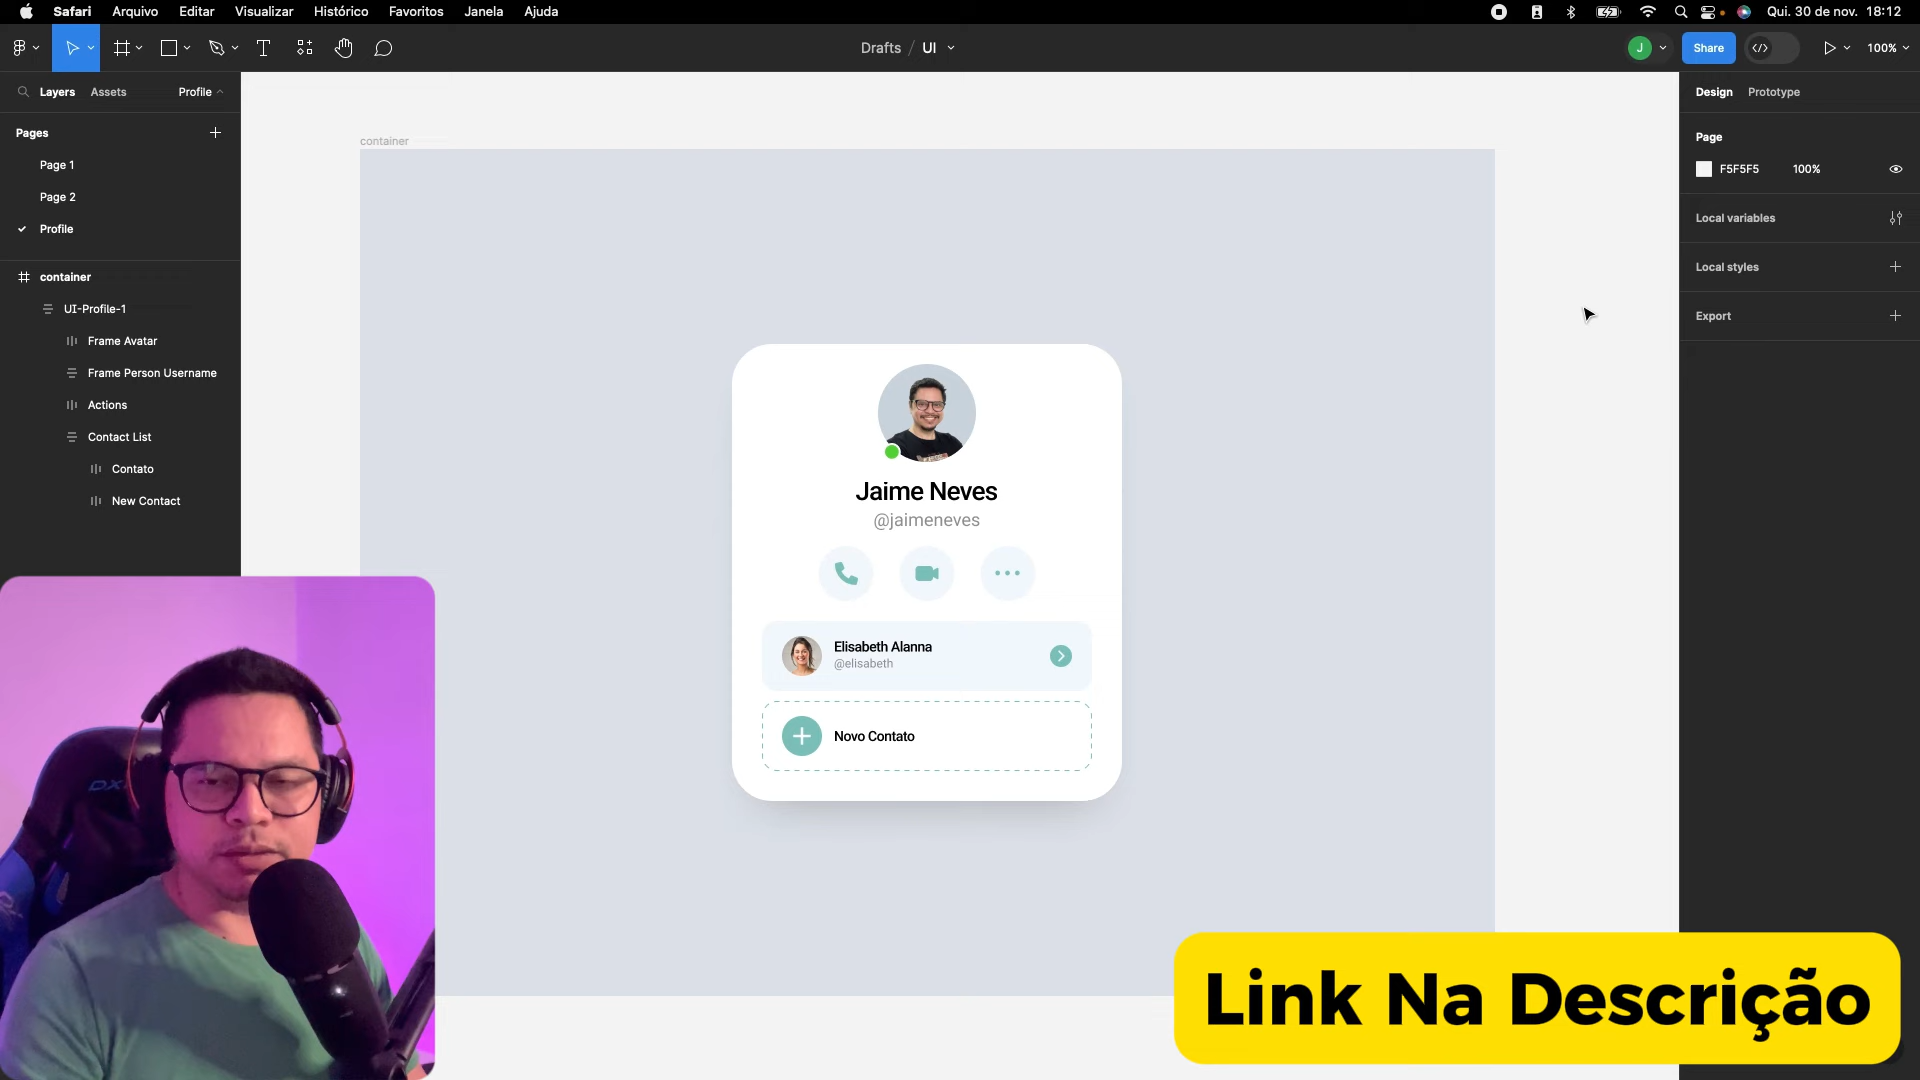 Safari Arquivo Editar Visualizar Histórico Favoritos Janela Ajuda Qui. 30 de nov. 18:12
Drafts / UI
J Share 100%
Layers Assets Profile
Pages
Page 1
Page 2
Profile
container
UI-Profile-1
Frame Avatar
Frame Person Username
Actions
Contact List
Contato
New Contact
container
Jaime Neves
@jaimeneves
Elisabeth Alanna
@elisabeth
Novo Contato
Design Prototype
Page
F5F5F5 100%
Local variables
Local styles
Export
Link Na Descrição